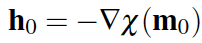 𝐡₀ = −∇𝝌(𝐦₀)